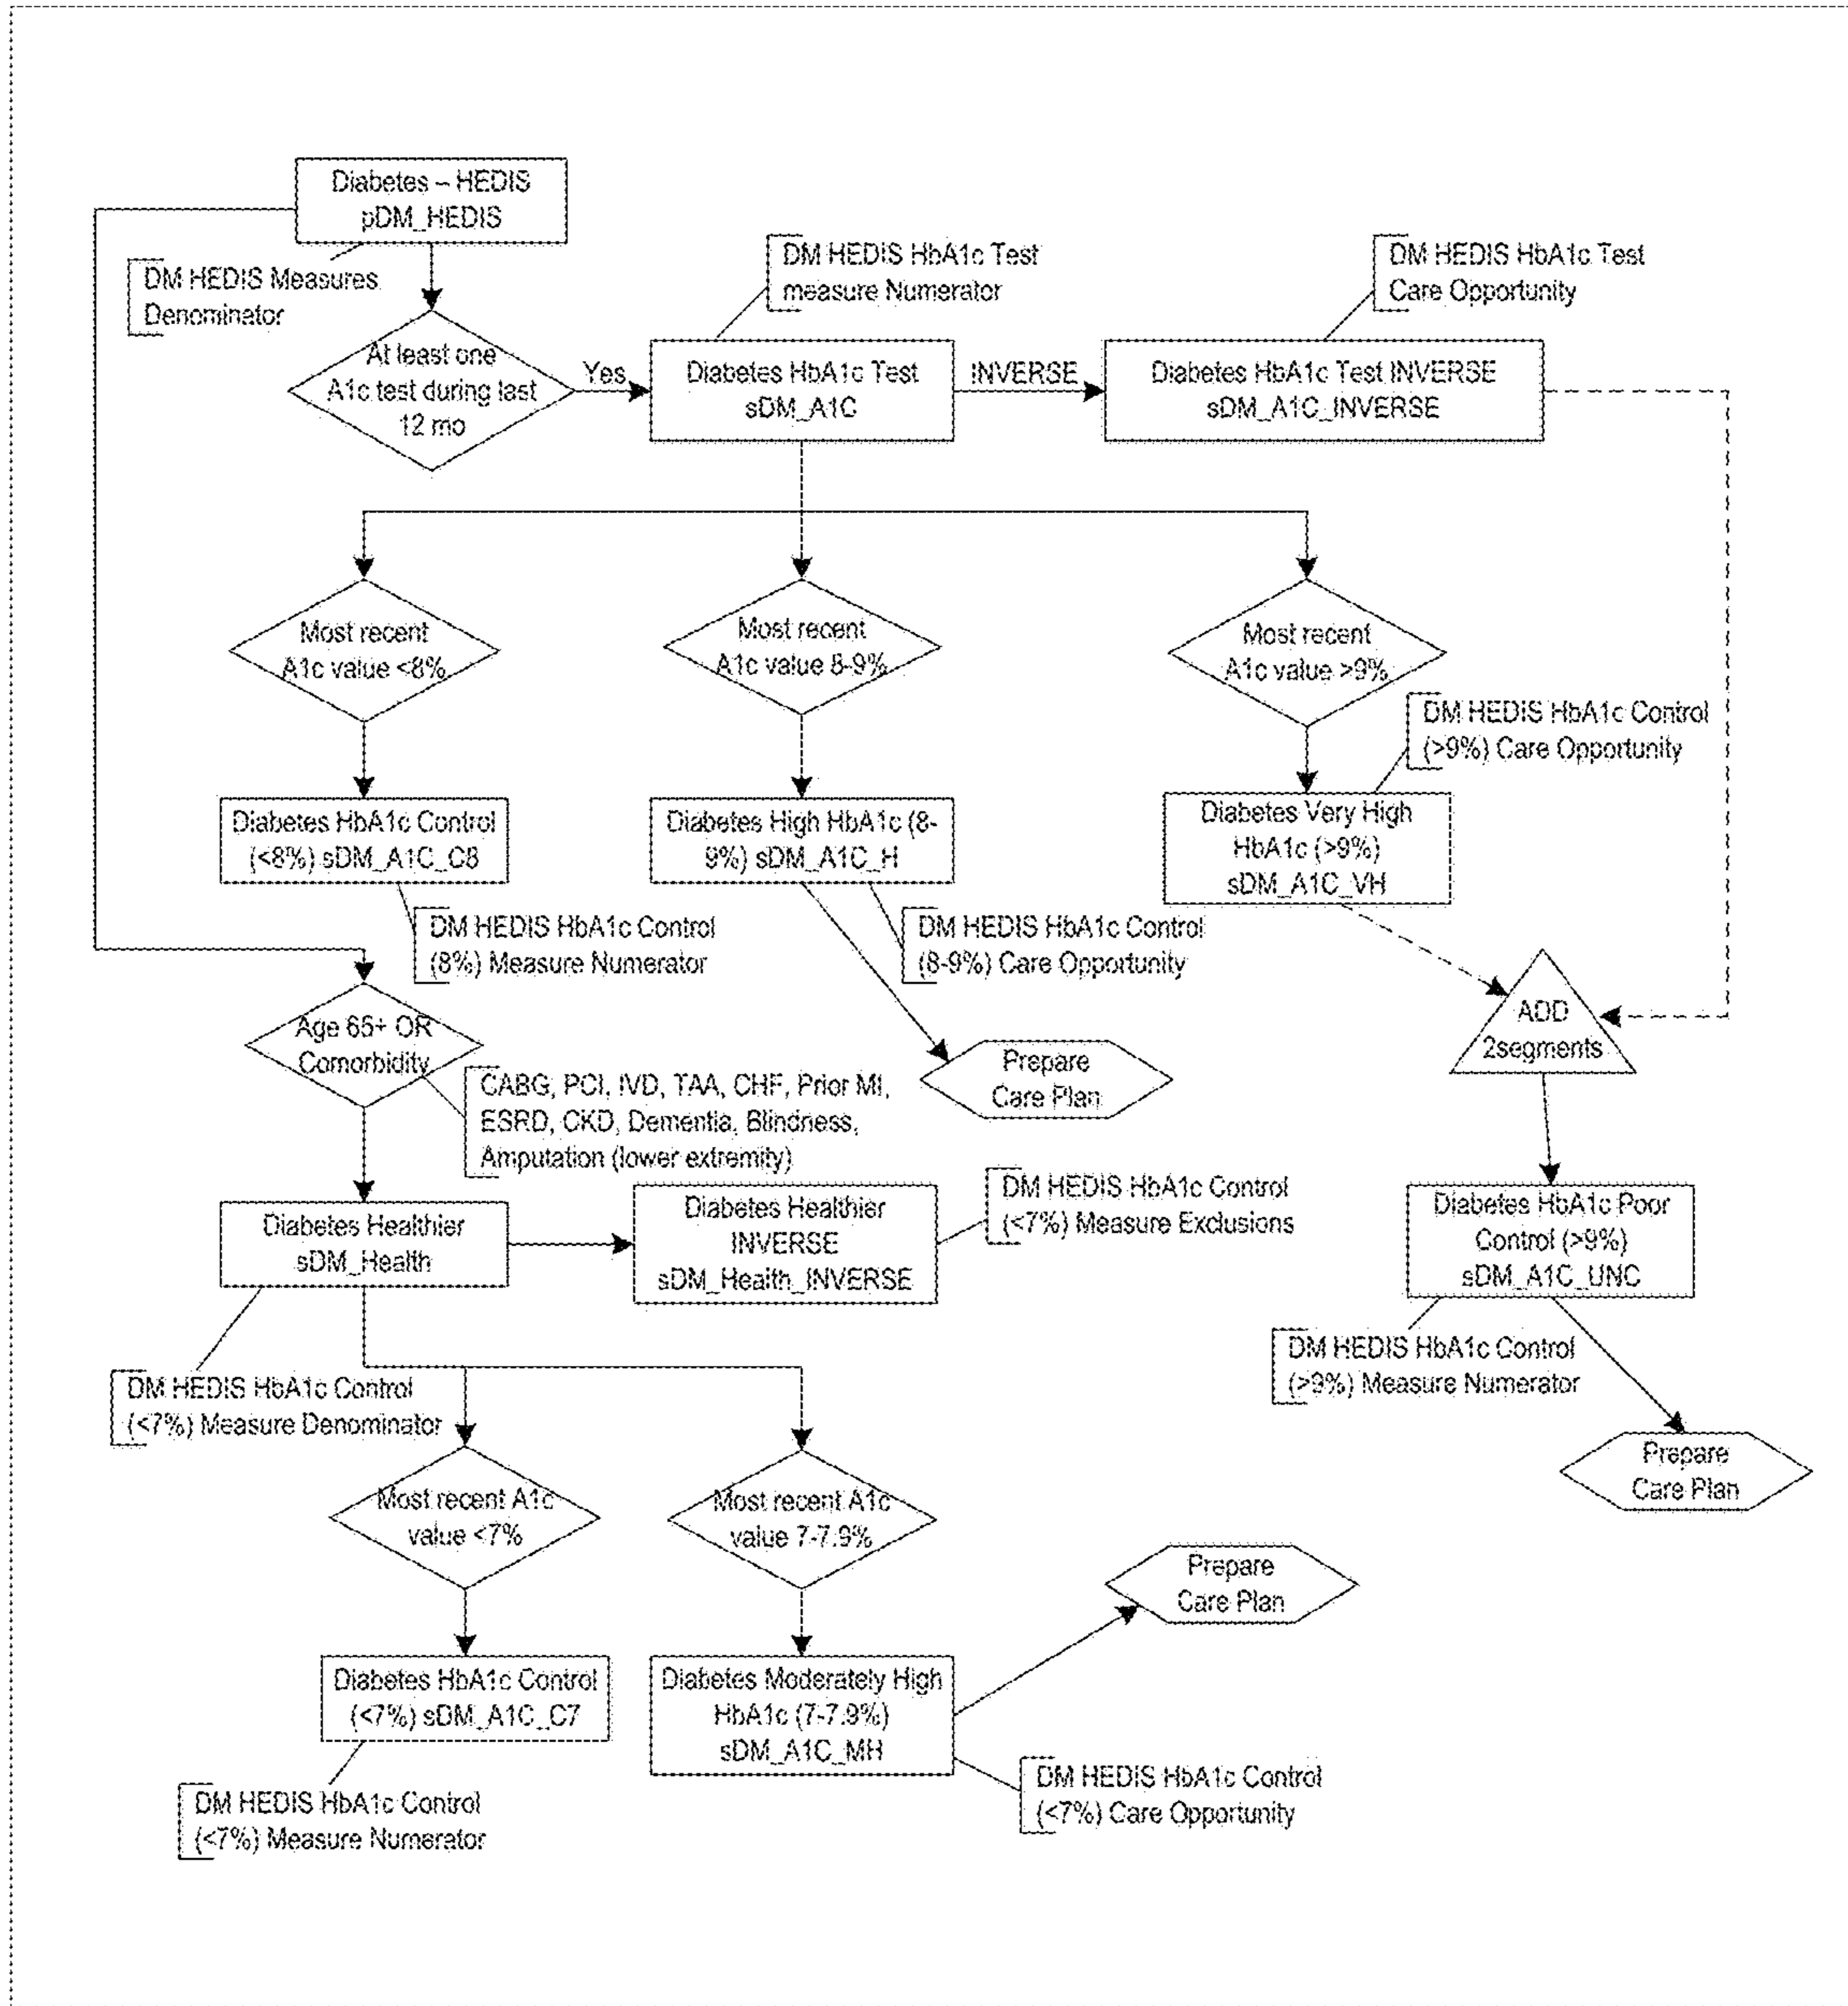 Diabetes – HEDIS
pDM_HEDIS
DM HEDIS Measures
Denominator
At least one
A1c test during last
12 mo
Yes
DM HEDIS HbA1c Test
measure Numerator
Diabetes HbA1c Test
sDM_A1C
INVERSE
DM HEDIS HbA1c Test
Care Opportunity
Diabetes HbA1c Test INVERSE
sDM_A1C_INVERSE
Most recent
A1c value <8%
Most recent
A1c value 8-9%
Most recent
A1c value >9%
DM HEDIS HbA1c Control
(>9%) Care Opportunity
Diabetes HbA1c Control
(<8%) sDM_A1C_C8
Diabetes High HbA1c (8-
9%) sDM_A1C_H
Diabetes Very High
HbA1c (>9%)
sDM_A1C_VH
DM HEDIS HbA1c Control
(8%) Measure Numerator
DM HEDIS HbA1c Control
(8-9%) Care Opportunity
ADD
2segments
Age 65+ OR
Comorbidity
CABG, PCI, IVD, TAA, CHF, Prior MI,
ESRD, CKD, Dementia, Blindness,
Amputation (lower extremity)
Prepare
Care Plan
Diabetes Healthier
sDM_Health
Diabetes Healthier
INVERSE
sDM_Health_INVERSE
DM HEDIS HbA1c Control
(<7%) Measure Exclusions
Diabetes HbA1c Poor
Control (>9%)
sDM_A1C_UNC
DM HEDIS HbA1c Control
(>9%) Measure Numerator
DM HEDIS HbA1c Control
(<7%) Measure Denominator
Prepare
Care Plan
Most recent A1c
value <7%
Most recent A1c
value 7-7.9%
Prepare
Care Plan
Diabetes HbA1c Control
(<7%) sDM_A1C_C7
Diabetes Moderately High
HbA1c (7-7.9%)
sDM_A1C_MH
DM HEDIS HbA1c Control
(<7%) Measure Numerator
DM HEDIS HbA1c Control
(<7%) Care Opportunity